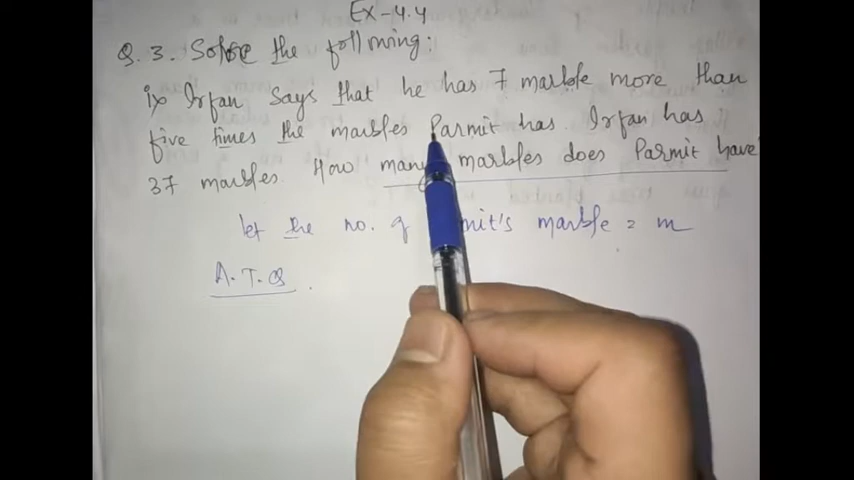 Ex-4.4
Q. 3. Solve the following:
ix Irfan says that he has 7 marble more than
five times the marbles Parmit has. Irfan has
37 marbles. How many marbles does Parmit have
let the no. of mit's marble = m
A.T.Q.